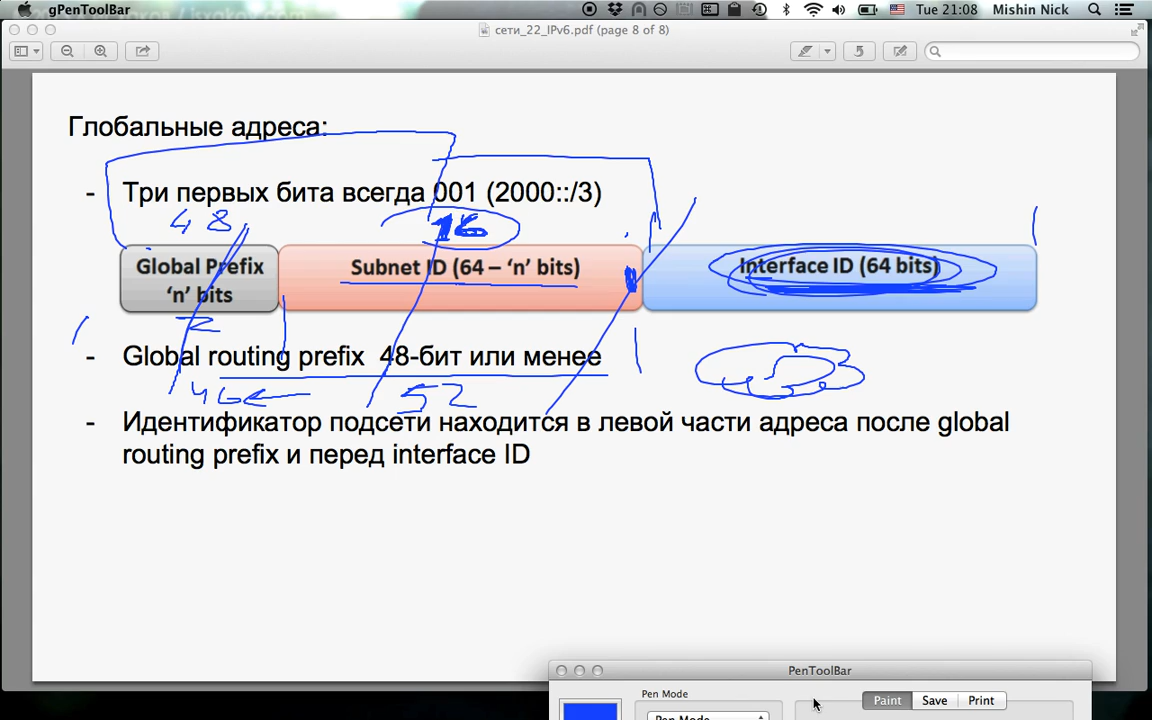 gPenToolBar Tue 21:08 Mishin Nick
сети_22_IPv6.pdf (page 8 of 8)
Глобальные адреса:
- Три первых бита всегда 001 (2000::/3)
48 16
Global Prefix 'n' bits
Subnet ID (64 – 'n' bits)
Interface ID (64 bits)
- Global routing prefix 48-бит или менее
46 52
- Идентификатор подсети находится в левой части адреса после global
routing prefix и перед interface ID
PenToolBar
Pen Mode
Paint Save Print
Pen Mode